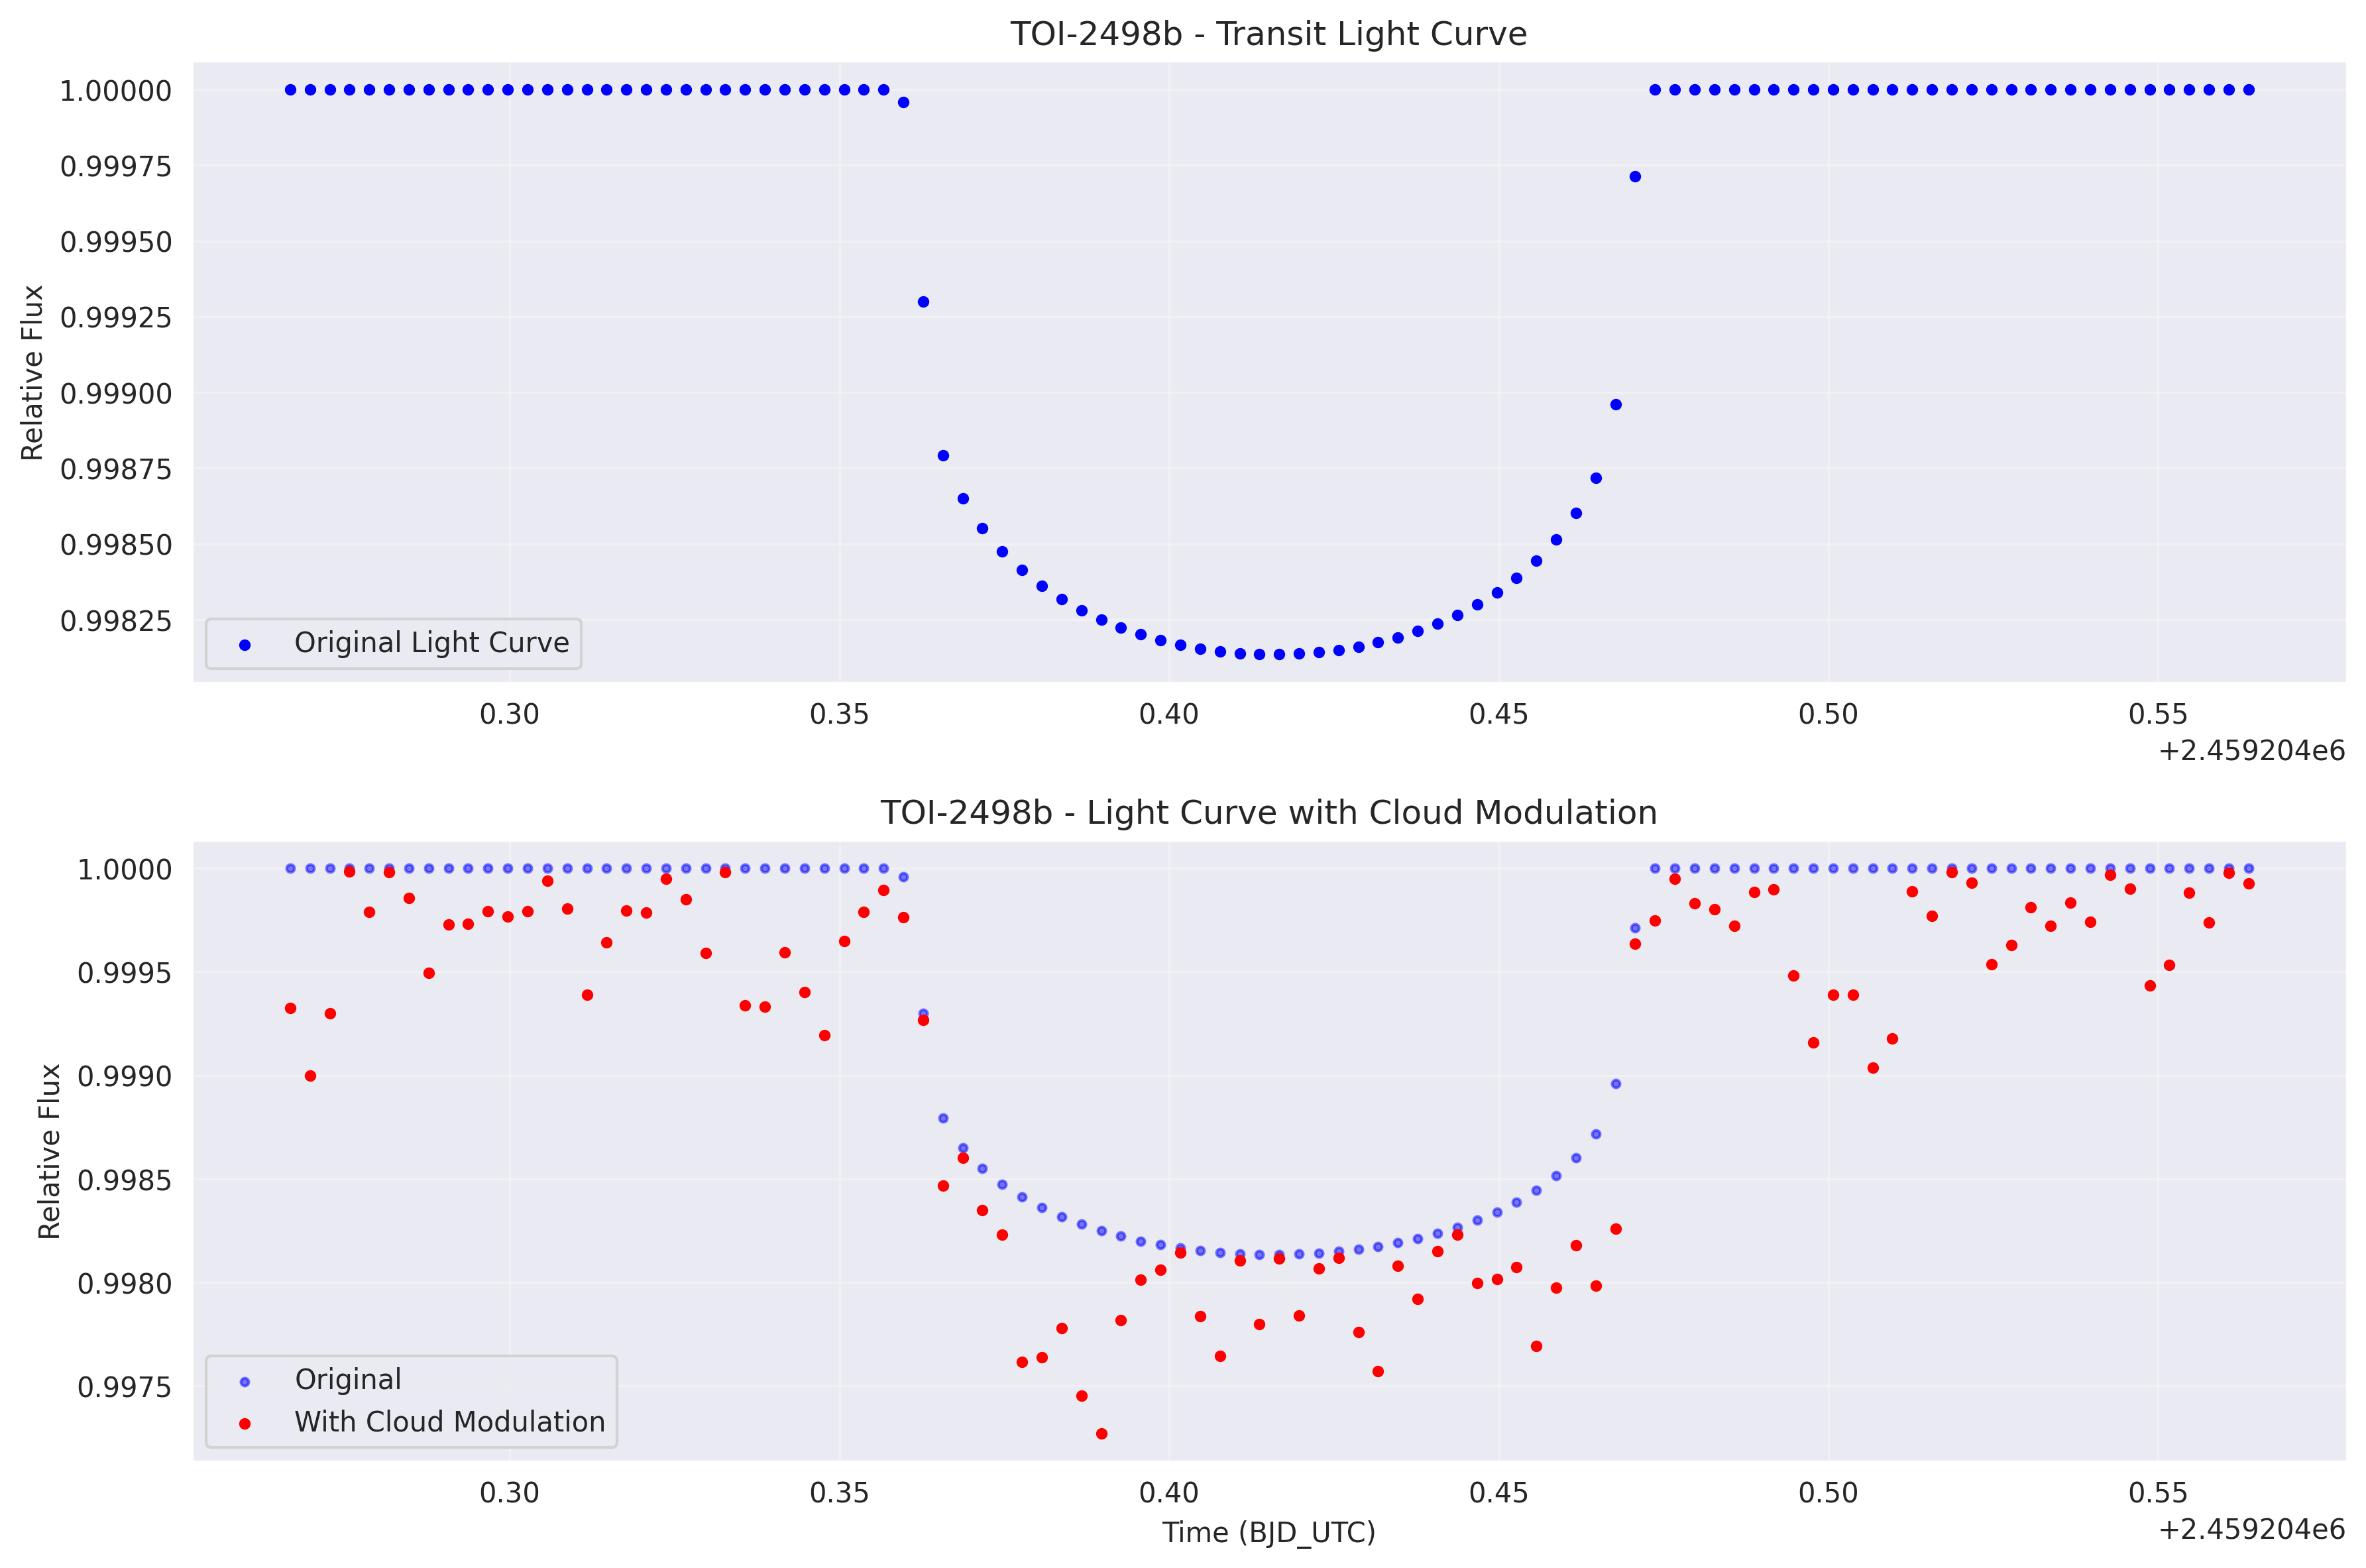 TOI-2498b - Transit Light Curve
1.00000
0.99975
0.99950
0.99925
0.99900
0.99875
0.99850
0.99825
Relative Flux
Original Light Curve
0.30 0.35 0.40 0.45 0.50 0.55
+2.459204e6
TOI-2498b - Light Curve with Cloud Modulation
1.0000
0.9995
0.9990
0.9985
0.9980
0.9975
Relative Flux
Original
With Cloud Modulation
0.30 0.35 0.40 0.45 0.50 0.55
Time (BJD_UTC)
+2.459204e6